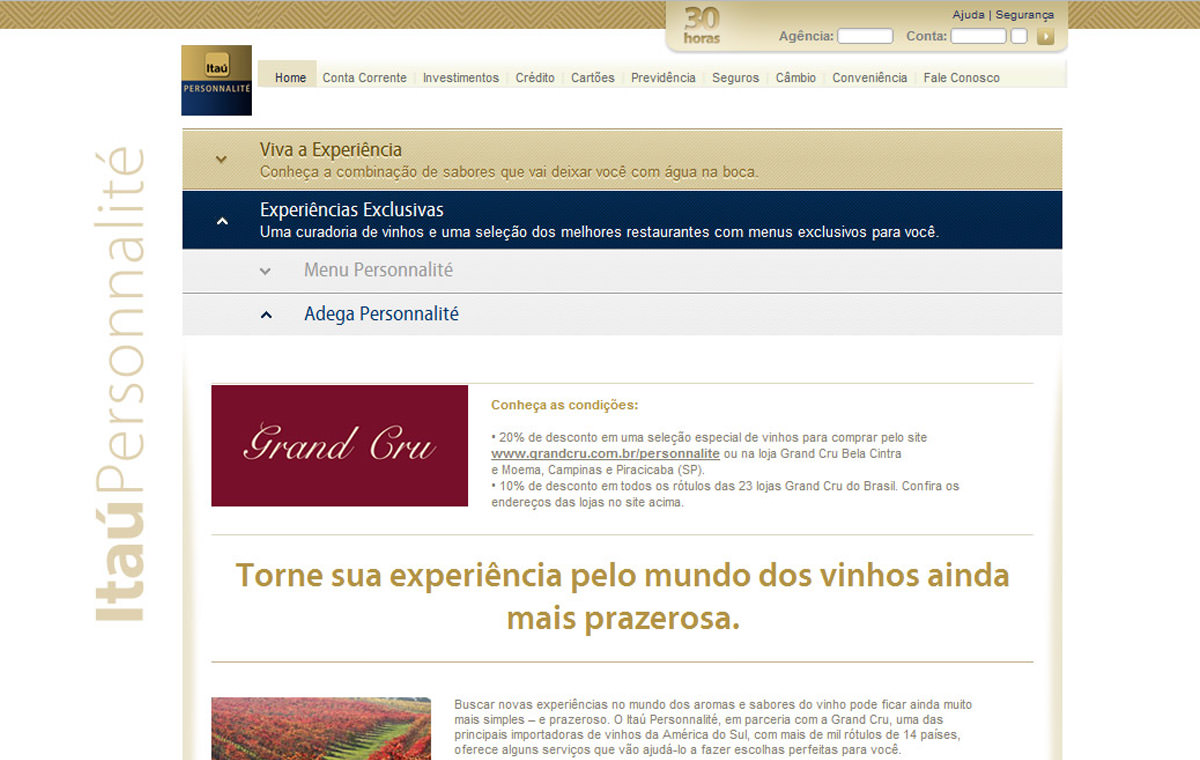 30
horas
Ajuda | Segurança
Agência: Conta:
Itaú
PERSONNALITÉ
Home Conta Corrente Investimentos Crédito Cartões Previdência Seguros Câmbio Conveniência Fale Conosco
ItaúPersonnalité
Viva a Experiência
Conheça a combinação de sabores que vai deixar você com água na boca.
Experiências Exclusivas
Uma curadoria de vinhos e uma seleção dos melhores restaurantes com menus exclusivos para você.
Menu Personnalité
Adega Personnalité
Grand Cru
Conheça as condições:
• 20% de desconto em uma seleção especial de vinhos para comprar pelo site
www.grandcru.com.br/personnalite ou na loja Grand Cru Bela Cintra
e Moema, Campinas e Piracicaba (SP).
• 10% de desconto em todos os rótulos das 23 lojas Grand Cru do Brasil. Confira os
endereços das lojas no site acima.
Torne sua experiência pelo mundo dos vinhos ainda
mais prazerosa.
Buscar novas experiências no mundo dos aromas e sabores do vinho pode ficar ainda muito
mais simples – e prazeroso. O Itaú Personnalité, em parceria com a Grand Cru, uma das
principais importadoras de vinhos da América do Sul, com mais de mil rótulos de 14 países,
oferece alguns serviços que vão ajudá-lo a fazer escolhas perfeitas para você.